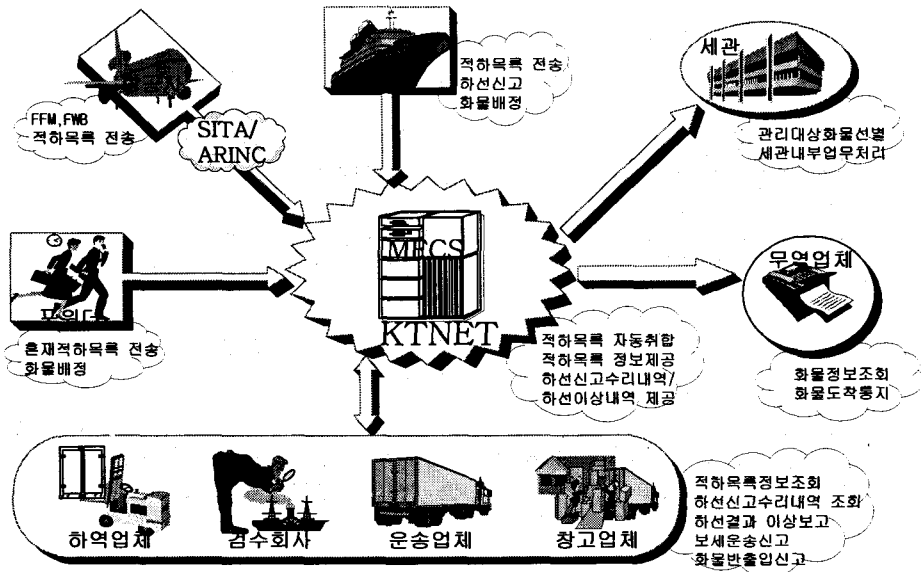 FFM,FWB
적하목록 전송
SITA/
ARINC
적하목록 전송
하선신고
화물배정
세관
관리대상화물선별
세관내부업무처리
혼재적하목록 전송
화물배정
MFCS
KTNET
적하목록 자동취합
적하목록 정보제공
하선신고수리내역/
하선이상내역 제공
무역업체
화물정보조회
화물도착통지
하역업체
검수회사
운송업체
창고업체
적하목록정보조회
하선신고수리내역 조회
하선결과 이상보고
보세운송신고
화물반출입신고